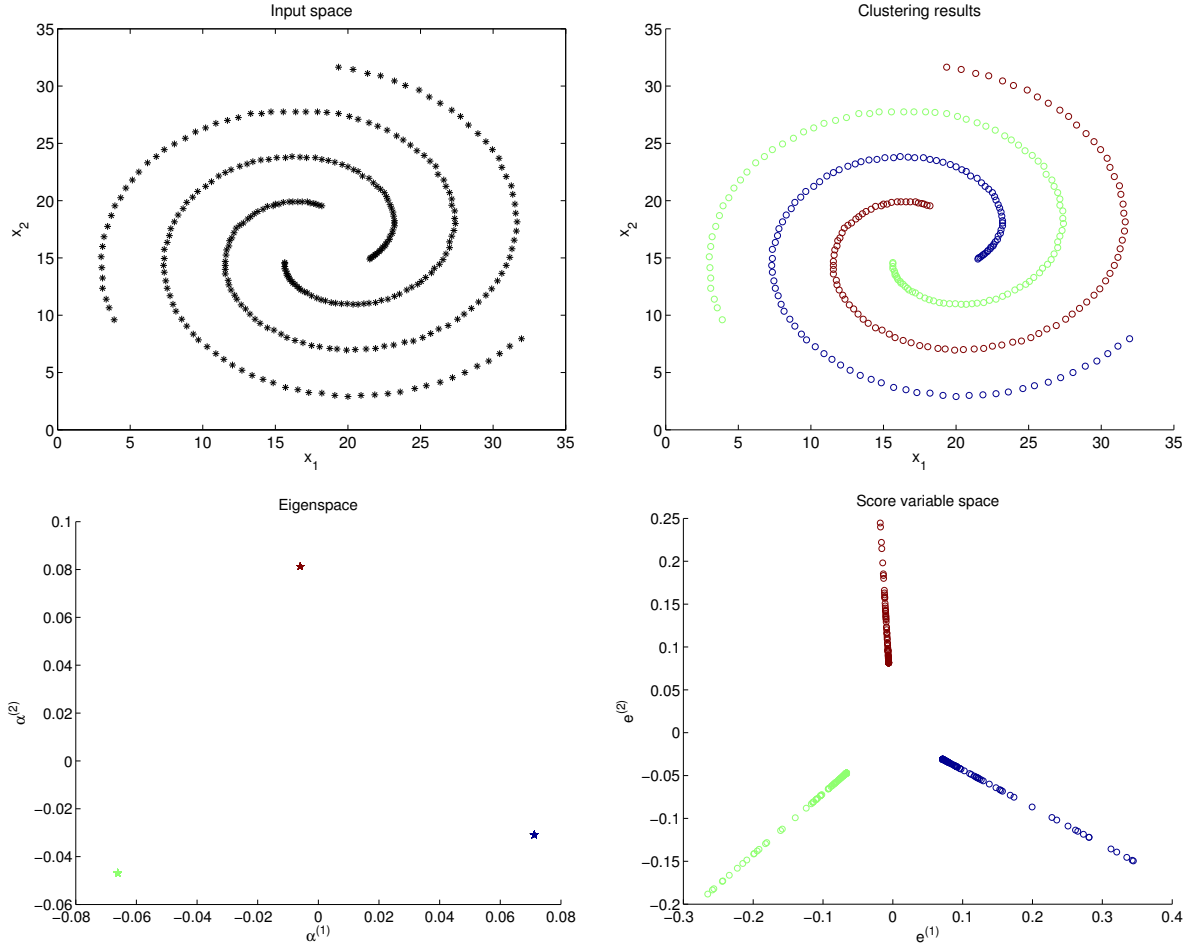 Input space
35
30
25
20
15
10
5
0
x_2
0 5 10 15 20 25 30 35
x_1
Clustering results
35
30
25
20
15
10
5
0
x_2
0 5 10 15 20 25 30 35
x_1
Eigenspace
0.1
0.08
0.06
0.04
0.02
0
−0.02
−0.04
−0.06
α^(2)
−0.08 −0.06 −0.04 −0.02 0 0.02 0.04 0.06 0.08
α^(1)
Score variable space
0.25
0.2
0.15
0.1
0.05
0
−0.05
−0.1
−0.15
−0.2
e^(2)
−0.3 −0.2 −0.1 0 0.1 0.2 0.3 0.4
e^(1)